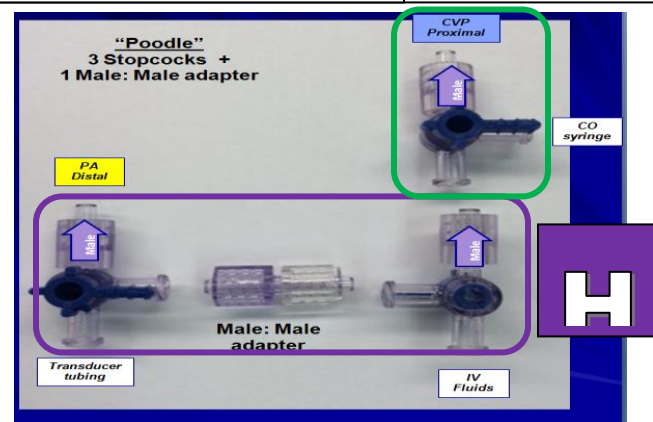 "Poodle"
3 Stopcocks +
1 Male: Male adapter
CVP
Proximal
Male
CO
syringe
PA
Distal
Male
Male
H
Male: Male
adapter
Transducer
tubing
IV
Fluids